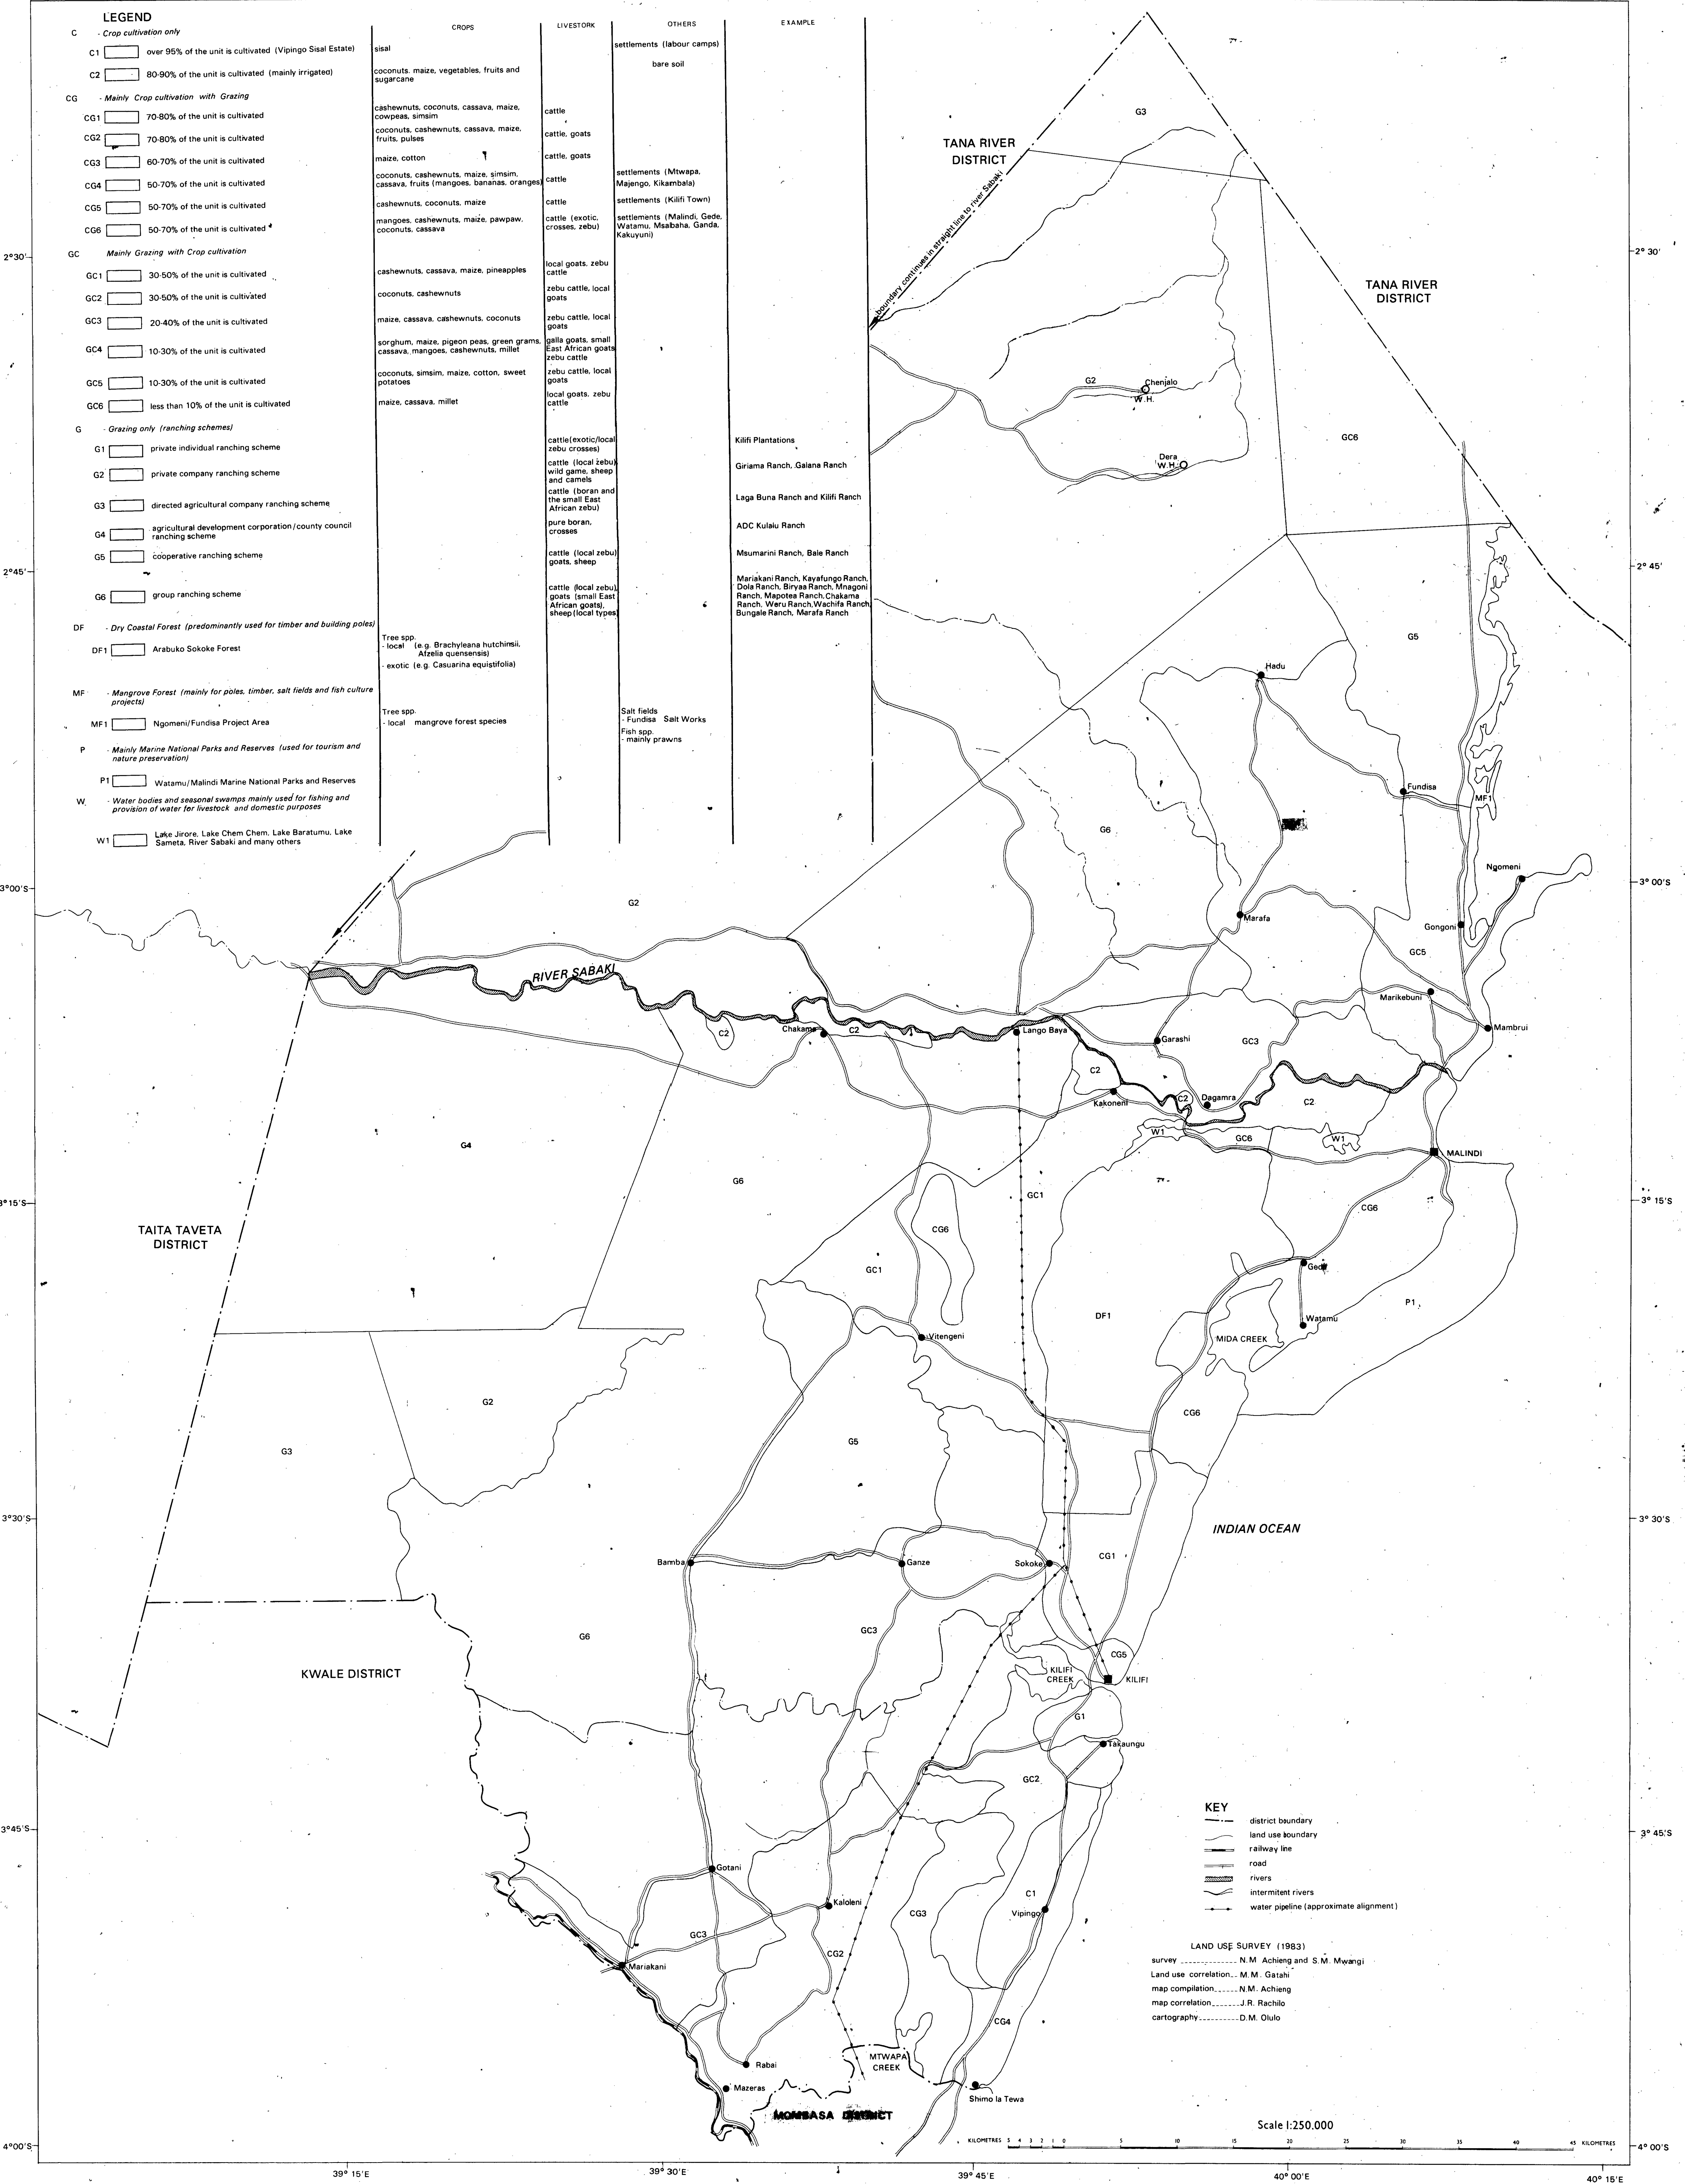 LEGEND
CROPS
LIVESTORK
OTHERS
EXAMPLE
C - Crop cultivation only
C1 over 95% of the unit is cultivated (Vipingo Sisal Estate)
sisal
settlements (labour camps)
C2 80-90% of the unit is cultivated (mainly irrigated)
coconuts, maize, vegetables, fruits and
sugarcane
bare soil
CG - Mainly Crop cultivation with Grazing
CG1 70-80% of the unit is cultivated
cashewnuts, coconuts, cassava, maize,
cowpeas, simsim
cattle
CG2 70-80% of the unit is cultivated
coconuts, cashewnuts, cassava, maize,
fruits, pulses
cattle, goats
CG3 60-70% of the unit is cultivated
maize, cotton
cattle, goats
CG4 50-70% of the unit is cultivated
coconuts, cashewnuts, maize, simsim,
cassava, fruits (mangoes, bananas, oranges)
cattle
settlements (Mtwapa,
Majengo, Kikambala)
CG5 50-70% of the unit is cultivated
cashewnuts, coconuts, maize
cattle
settlements (Kilifi Town)
CG6 50-70% of the unit is cultivated
mangoes, cashewnuts, maize, pawpaw,
coconuts, cassava
cattle (exotic,
crosses, zebu)
settlements (Malindi, Gede,
Watamu, Msabaha, Ganda,
Kakuyuni)
GC Mainly Grazing with Crop cultivation
GC1 30-50% of the unit is cultivated
cashewnuts, cassava, maize, pineapples
local goats, zebu
cattle
GC2 30-50% of the unit is cultivated
coconuts, cashewnuts
zebu cattle, local
goats
GC3 20-40% of the unit is cultivated
maize, cassava, cashewnuts, coconuts
zebu cattle, local
goats
GC4 10-30% of the unit is cultivated
sorghum, maize, pigeon peas, green grams,
cassava, mangoes, cashewnuts, millet
galla goats, small
East African goats
zebu cattle
GC5 10-30% of the unit is cultivated
coconuts, simsim, maize, cotton, sweet
potatoes
zebu cattle, local
goats
GC6 less than 10% of the unit is cultivated
maize, cassava, millet
local goats, zebu
cattle
G - Grazing only (ranching schemes)
G1 private individual ranching scheme
cattle(exotic/local
zebu crosses)
Kilifi Plantations
G2 private company ranching scheme
cattle (local zebu)
wild game, sheep
and camels
Giriama Ranch, Galana Ranch
G3 directed agricultural company ranching scheme
cattle (boran and
the small East
African zebu)
Laga Buna Ranch and Kilifi Ranch
G4 agricultural development corporation/county council
ranching scheme
pure boran,
crosses
ADC Kulalu Ranch
G5 cooperative ranching scheme
cattle (local zebu)
goats, sheep
Msumarini Ranch, Bale Ranch
G6 group ranching scheme
cattle (local zebu),
goats (small East
African goats),
sheep(local types)
Mariakani Ranch, Kayafungo Ranch,
Dola Ranch, Biryaa Ranch, Mnagoni
Ranch, Mapotea Ranch, Chakama
Ranch, Weru Ranch,Wachifa Ranch,
Bungale Ranch, Marafa Ranch
DF - Dry Coastal Forest (predominantly used for timber and building poles)
DF1 Arabuko Sokoke Forest
Tree spp.
- local (e.g. Brachyleana hutchinsii,
Afzelia quensensis)
- exotic (e.g. Casuarina equistifolia)
MF - Mangrove Forest (mainly for poles, timber, salt fields and fish culture
projects)
MF1 Ngomeni/Fundisa Project Area
Tree spp.
- local mangrove forest species
Salt fields
- Fundisa Salt Works
Fish spp.
- mainly prawns
P - Mainly Marine National Parks and Reserves (used for tourism and
nature preservation)
P1 Watamu/Malindi Marine National Parks and Reserves
W - Water bodies and seasonal swamps mainly used for fishing and
provision of water for livestock and domestic purposes
W1 Lake Jirore, Lake Chem Chem, Lake Baratumu, Lake
Sameta, River Sabaki and many others
G3
TANA RIVER
DISTRICT
boundary continues in straight line to river Sabaki
2°30'
2° 30'
TANA RIVER
DISTRICT
G2
Chenjalo
W.H.
GC6
Dera
W.H.
2°45'
2° 45'
G5
Hadu
Fundisa
MF1
G6
Ngomeni
3°00'S
3° 00'S
G2
Marafa
Gongoni
GC5
RIVER SABAKI
Marikebuni
Mambrui
C2
Chakama
C2
Lango Baya
Garashi
GC3
C2
Kakoneni
C2
Dagamra
C2
W1
GC6
W1
MALINDI
G4
G6
GC1
3° 15'S
3° 15'S
CG6
CG6
TAITA TAVETA
DISTRICT
GC1
Gede
P1
DF1
Watamu
Vitengeni
MIDA CREEK
G2
CG6
G3
G5
3°30'S
3° 30'S
INDIAN OCEAN
CG1
Bamba
Ganze
Sokoke
G6
GC3
CG5
KWALE DISTRICT
KILIFI
CREEK
KILIFI
G1
Takaungu
GC2
3°45'S
3° 45'S
KEY
district boundary
land use boundary
railway line
road
rivers
intermitent rivers
water pipeline (approximate alignment)
Gotani
C1
Kaloleni
CG3
Vipingo
GC3
CG2
Mariakani
LAND USE SURVEY (1983)
survey N.M Achieng and S.M. Mwangi
Land use correlation M.M. Gatahi
map compilation N.M. Achieng
map correlation J.R. Rachilo
cartography D.M. Olulo
CG4
MTWAPA
CREEK
Rabai
Mazeras
Shimo la Tewa
MOMBASA DISTRICT
Scale 1:250,000
KILOMETRES 5 4 3 2 1 0 5 10 15 20 25 30 35 40 45 KILOMETRES
4°00'S
4° 00'S
39° 15'E
39° 30'E
39° 45'E
40° 00'E
40° 15'E